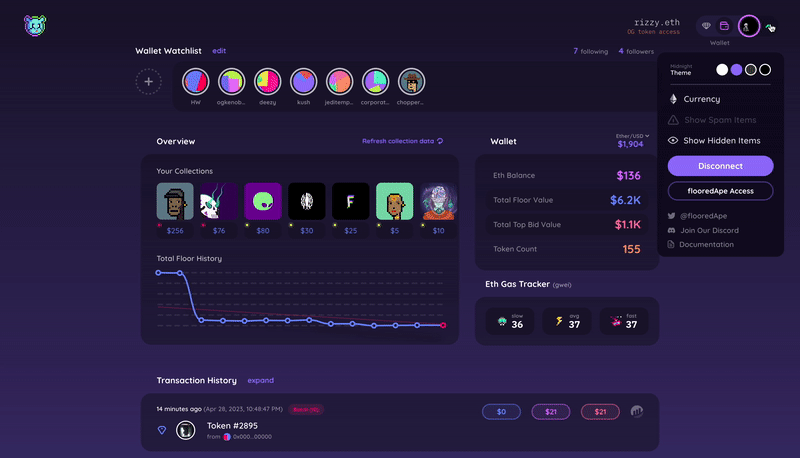 rizzy.eth
OG token access
Wallet
Wallet Watchlist edit
7 following 4 followers
HW ogkenob... deezy kush jeditemp... corporat... chopper...
Midnight
Theme
Currency
Show Spam Items
Show Hidden Items
Disconnect
flooredApe Access
@flooredApe
Join Our Discord
Documentation
Overview
Refresh collection data
Your Collections
$256 $76 $80 $30 $25 $5 $10
Total Floor History
Wallet
Ether/USD
$1,904
Eth Balance $136
Total Floor Value $6.2K
Total Top Bid Value $1.1K
Token Count 155
Eth Gas Tracker (gwei)
slow
36
avg
37
fast
37
Transaction History expand
14 minutes ago (Apr 28, 2023, 10:48:47 PM)
$0 $21 $21
Token #2895
from 0x000...00000